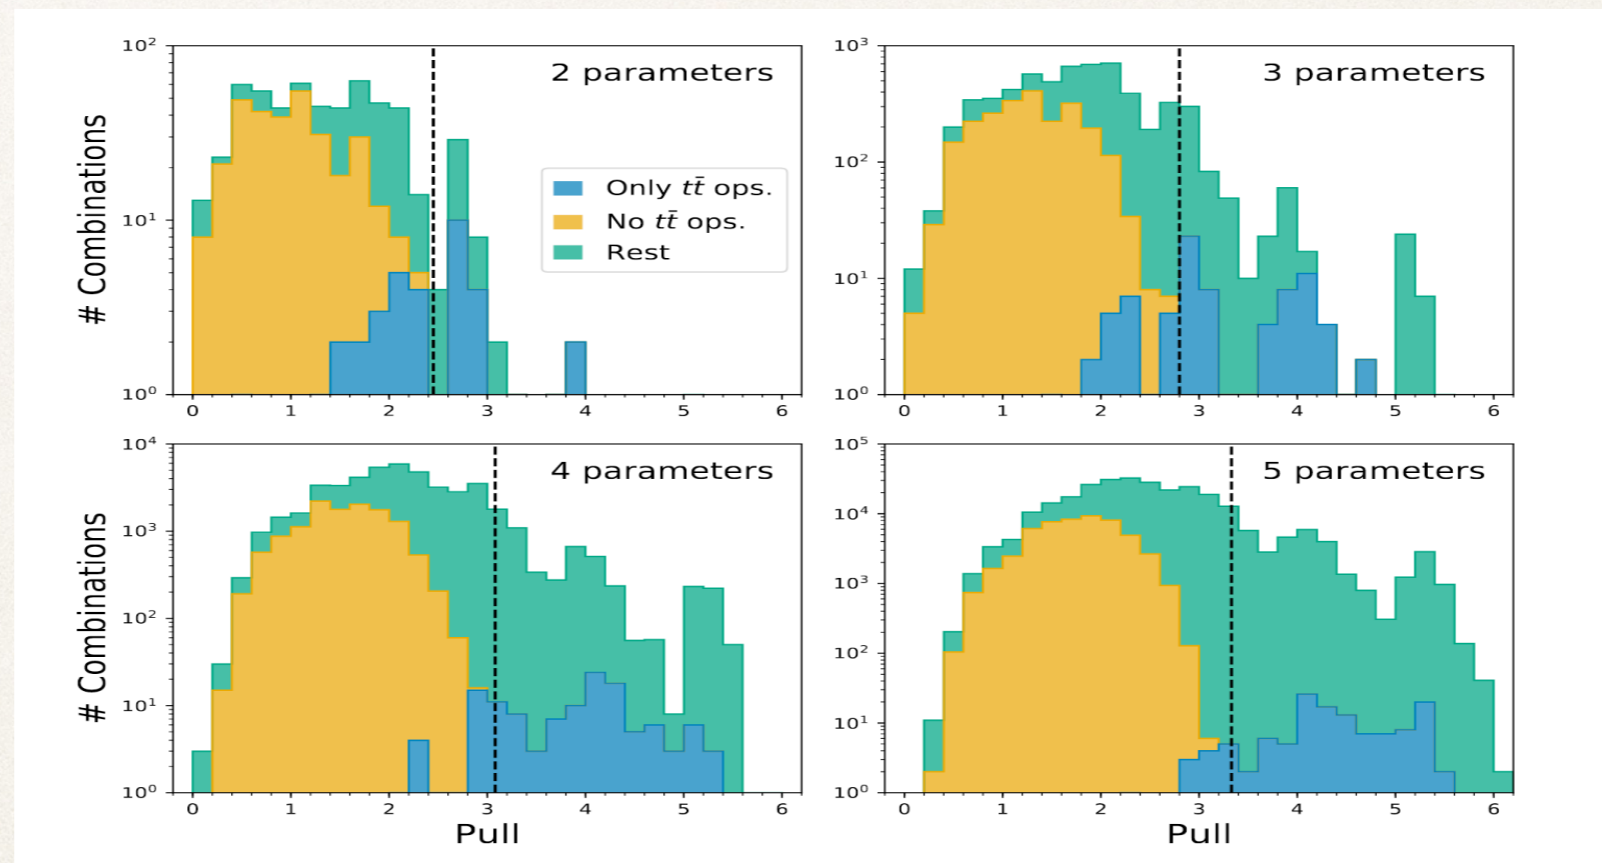 2 parameters
10²
10¹
10⁰
# Combinations
0 1 2 3 4 5 6
Only tt̄ ops.
No tt̄ ops.
Rest
3 parameters
10³
10²
10¹
10⁰
0 1 2 3 4 5 6
4 parameters
10⁴
10³
10²
10¹
10⁰
# Combinations
0 1 2 3 4 5 6
Pull
5 parameters
10⁵
10⁴
10³
10²
10¹
10⁰
0 1 2 3 4 5 6
Pull